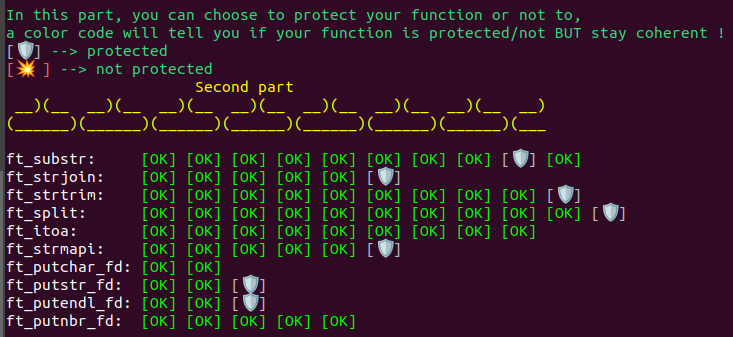 In this part, you can choose to protect your function or not to,
a color code will tell you if your function is protected/not BUT stay coherent !
[🛡️] --> protected
[💥 ] --> not protected
Second part
__)(__ __)(__ __)(__ __)(__ __)(__ __)(__ __)(__ __)
(______)(______)(______)(______)(______)(______)(______)(___
ft_substr: [OK] [OK] [OK] [OK] [OK] [OK] [OK] [OK] [🛡️] [OK]
ft_strjoin: [OK] [OK] [OK] [OK] [OK] [🛡️]
ft_strtrim: [OK] [OK] [OK] [OK] [OK] [OK] [OK] [OK] [OK] [🛡️]
ft_split: [OK] [OK] [OK] [OK] [OK] [OK] [OK] [OK] [OK] [OK] [🛡️]
ft_itoa: [OK] [OK] [OK] [OK] [OK] [OK] [OK] [OK] [OK]
ft_strmapi: [OK] [OK] [OK] [OK] [OK] [🛡️]
ft_putchar_fd: [OK] [OK]
ft_putstr_fd: [OK] [OK] [🛡️]
ft_putendl_fd: [OK] [OK] [🛡️]
ft_putnbr_fd: [OK] [OK] [OK] [OK] [OK]